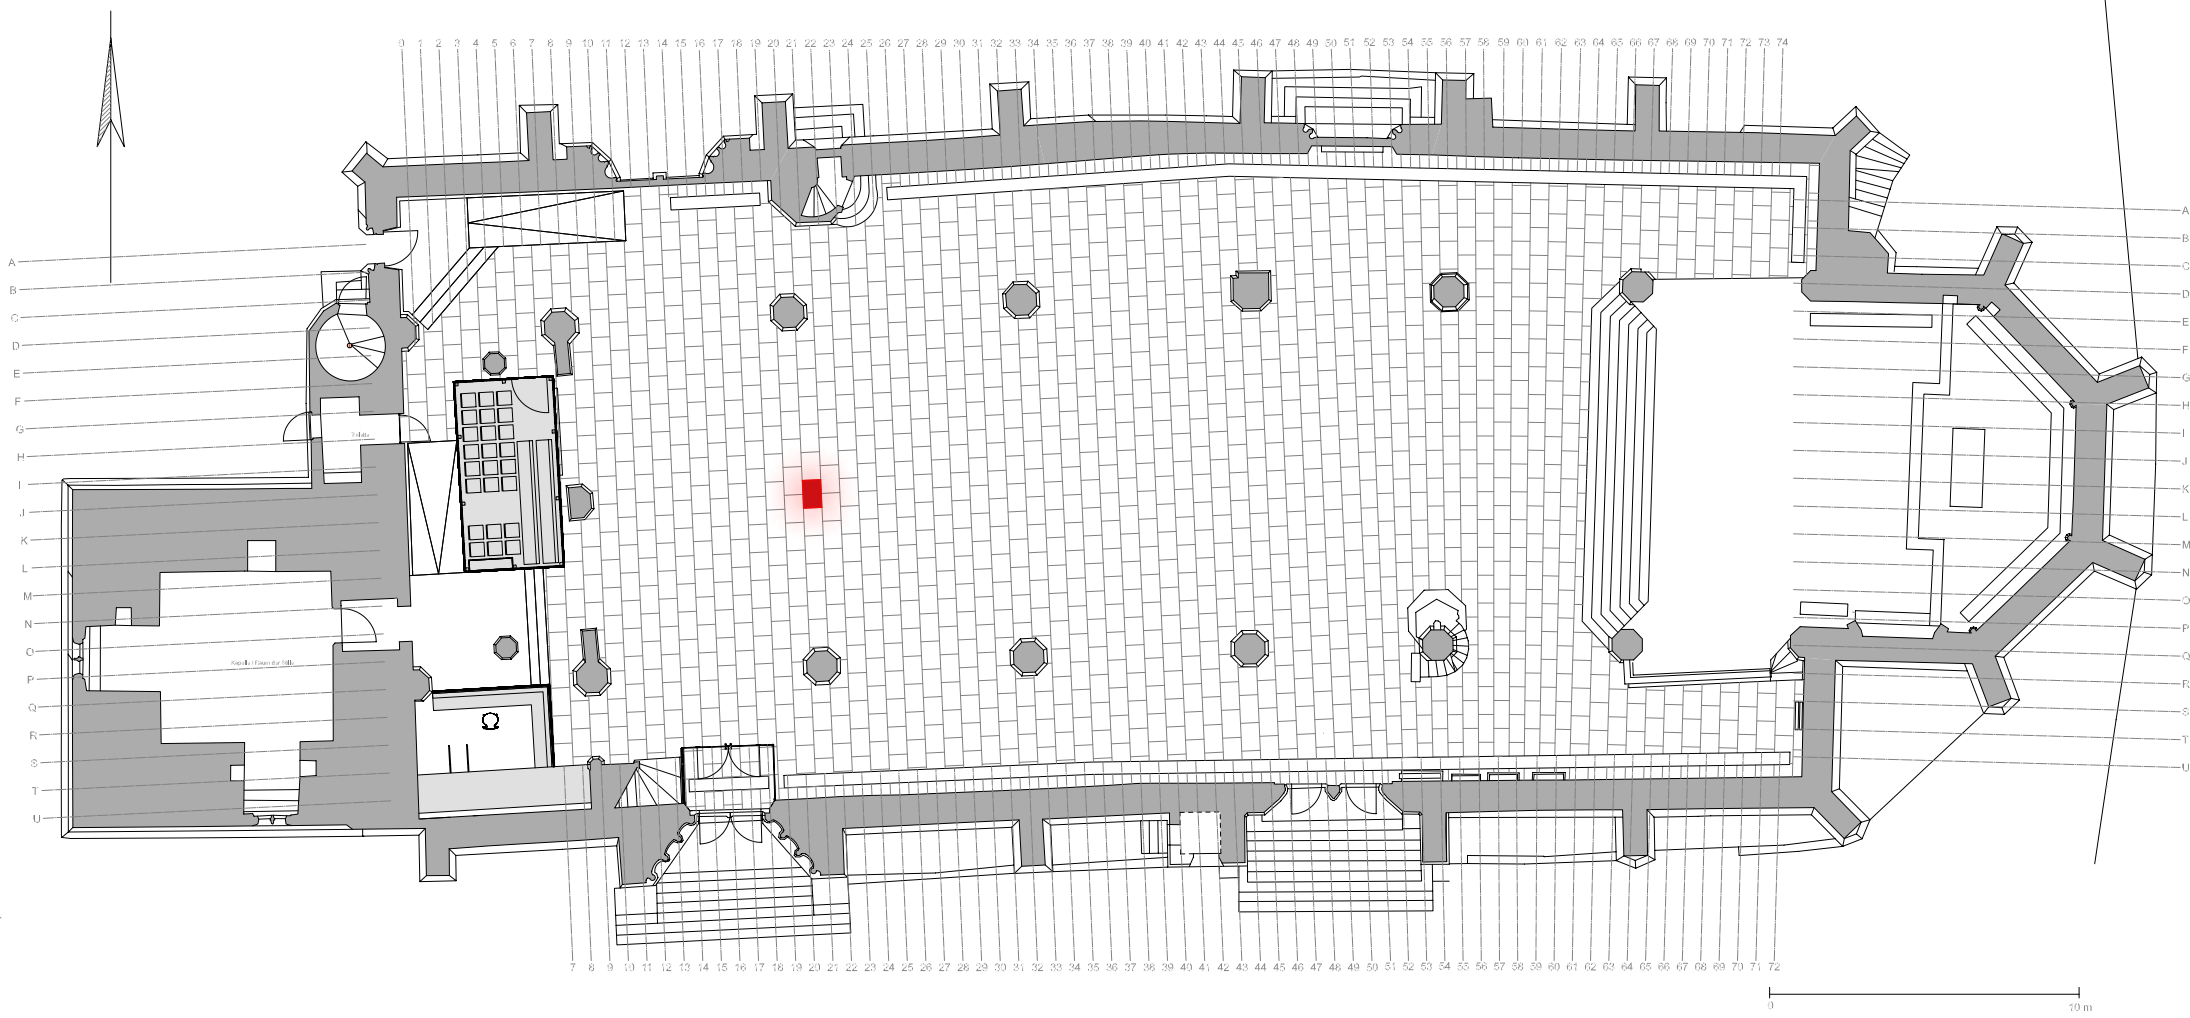 0 1 2 3 4 5 6 7 8 9 10 11 12 13 14 15 16 17 18 19 20 21 22 23 24 25 26 27 28 29 30 31 32 33 34 35 36 37 38 39 40 41 42 43 44 45 46 47 48 49 50 51 52 53 54 55 56 57 58 59 60 61 62 63 64 65 66 67 68 69 70 71 72 73 74
A
B
C
D
E
F
G
H
I
J
K
L
M
N
O
P
Q
R
S
T
U
A
B
C
D
E
F
G
H
I
J
K
L
M
N
O
P
Q
R
S
T
U
7 8 9 10 11 12 13 14 15 16 17 18 19 20 21 22 23 24 25 26 27 28 29 30 31 32 33 34 35 36 37 38 39 40 41 42 43 44 45 46 47 48 49 50 51 52 53 54 55 56 57 58 59 60 61 62 63 64 65 66 67 68 69 70 71 72
0 10 m